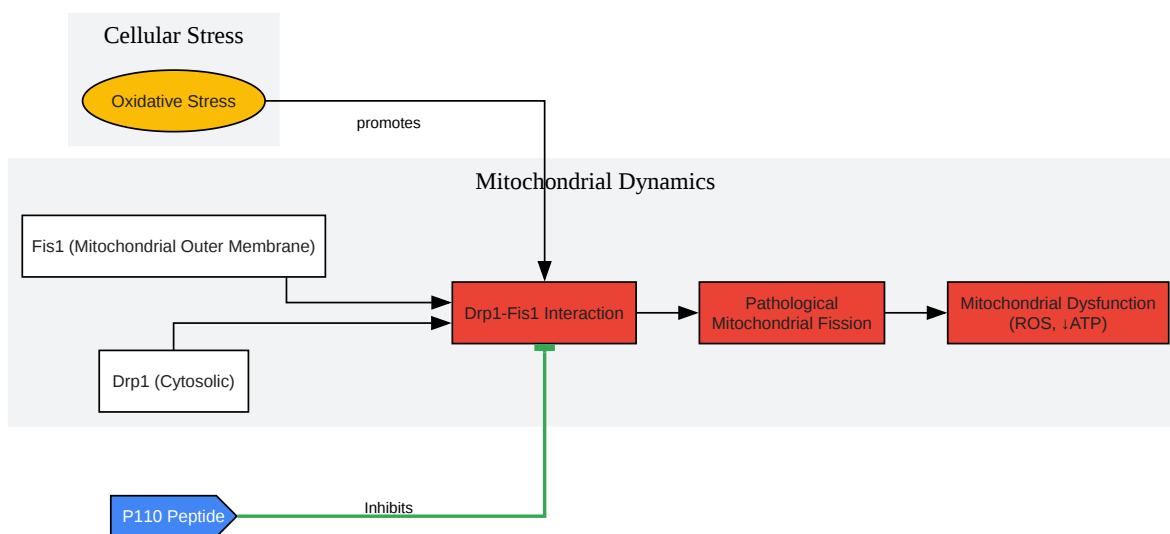 Cellular Stress
Oxidative Stress
promotes
Mitochondrial Dynamics
Fis1 (Mitochondrial Outer Membrane)
Drp1-Fis1 Interaction
Pathological
Mitochondrial Fission
Mitochondrial Dysfunction
(ROS, ↓ATP)
Drp1 (Cytosolic)
P110 Peptide
Inhibits